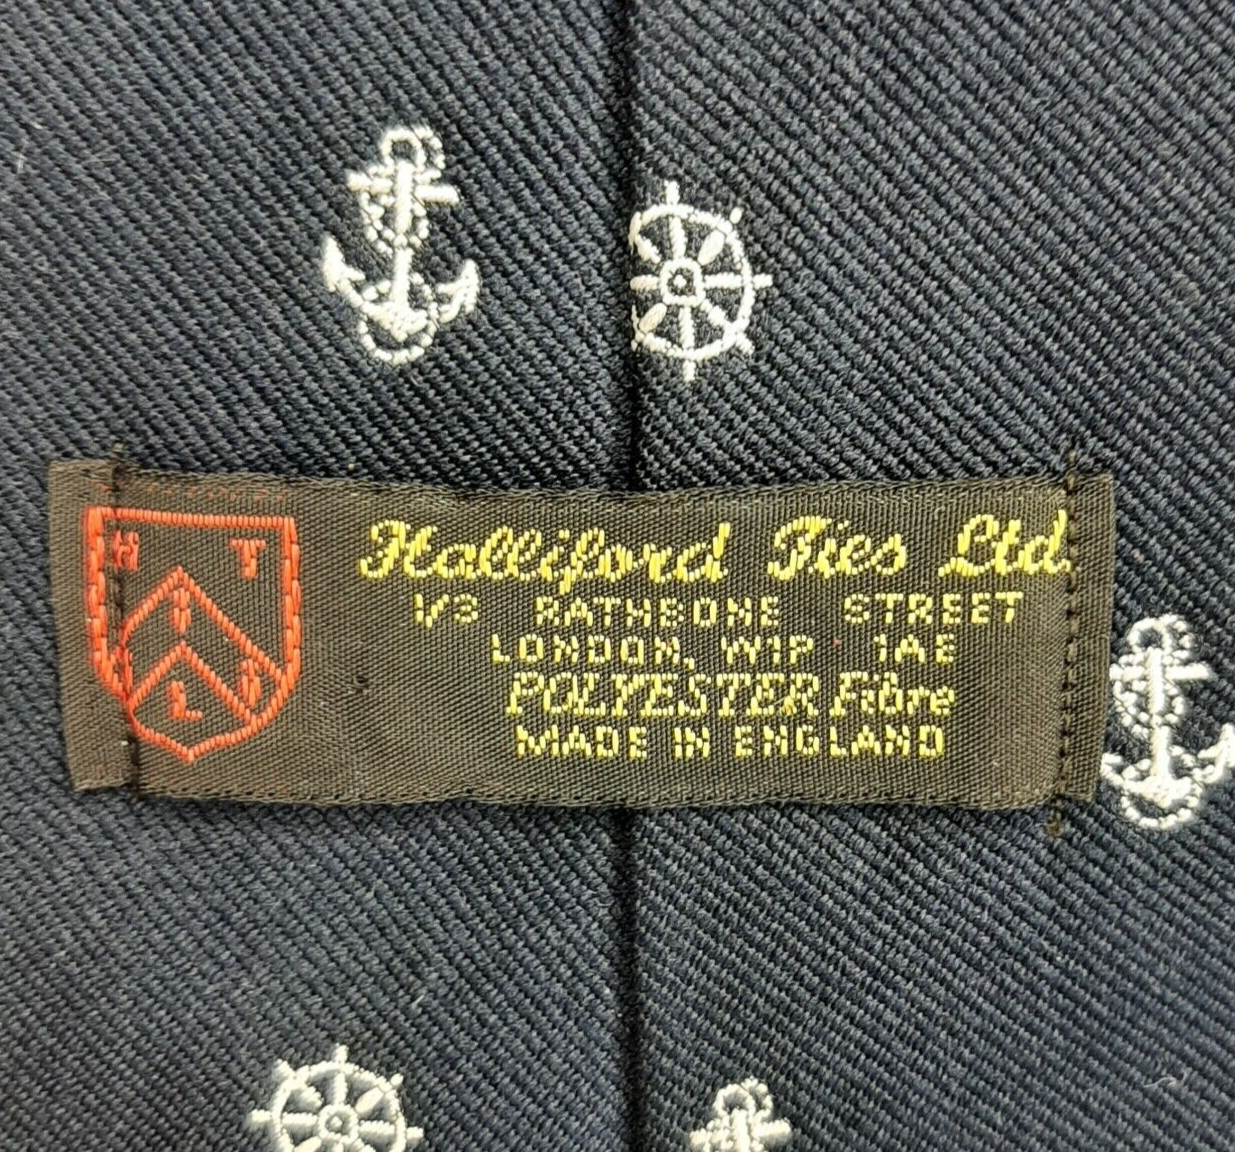 H T
L
Halliford Ties Ltd.
1/3 RATHBONE STREET
LONDON, W1P 1AE
POLYESTER Fibre
MADE IN ENGLAND